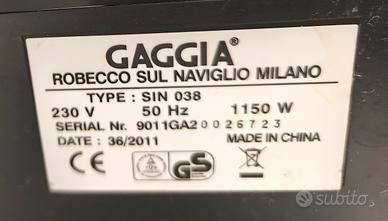 GAGGIA®
ROBECCO SUL NAVIGLIO MILANO
TYPE : SIN 038
230 V 50 Hz 1150 W
SERIAL Nr. 9011GA20026723
DATE : 36/2011 MADE IN CHINA
CE GS
subito